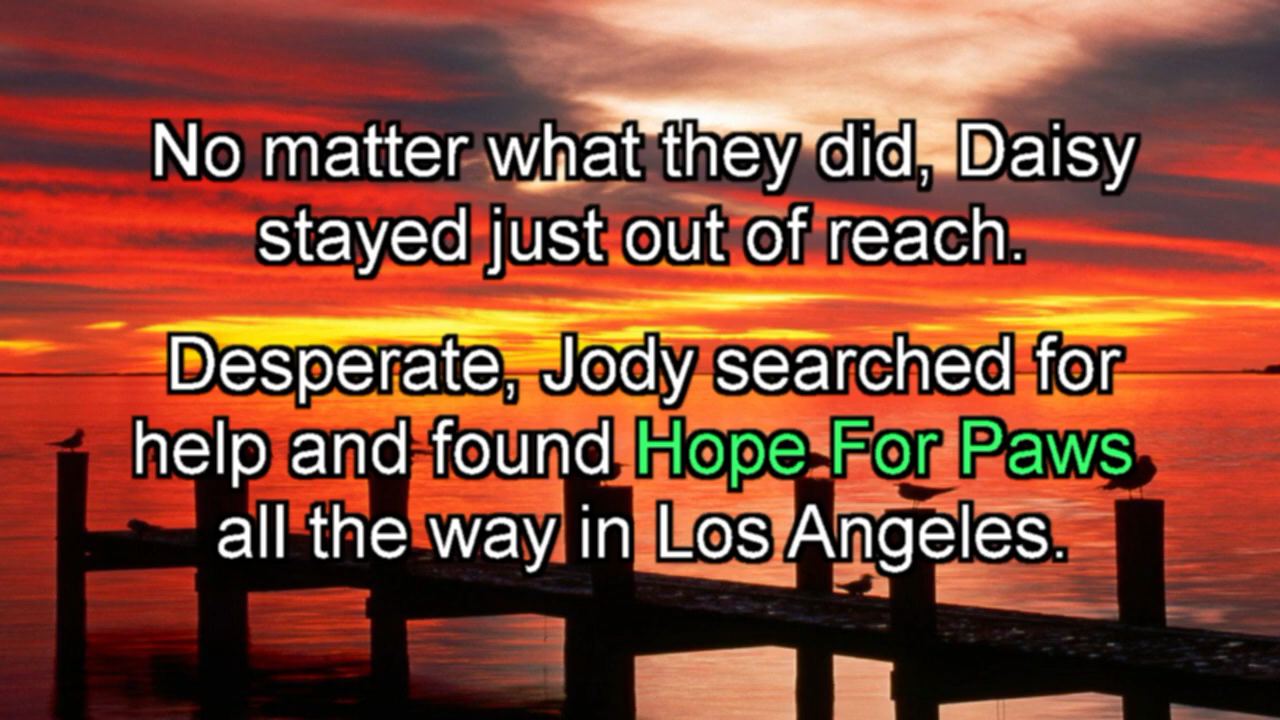 No matter what they did, Daisy
stayed just out of reach.
Desperate, Jody searched for
help and found Hope For Paws
all the way in Los Angeles.